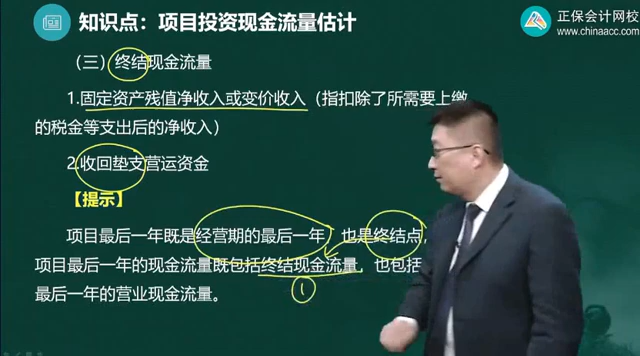 知识点：项目投资现金流量估计
正保会计网校
www.chinaacc.com
（三）终结现金流量
1.固定资产残值净收入或变价收入（指扣除了所需要上缴
的税金等支出后的净收入）
2.收回垫支营运资金
【提示】
项目最后一年既是经营期的最后一年，也是终结点，
项目最后一年的现金流量既包括终结现金流量，也包括
最后一年的营业现金流量。
①